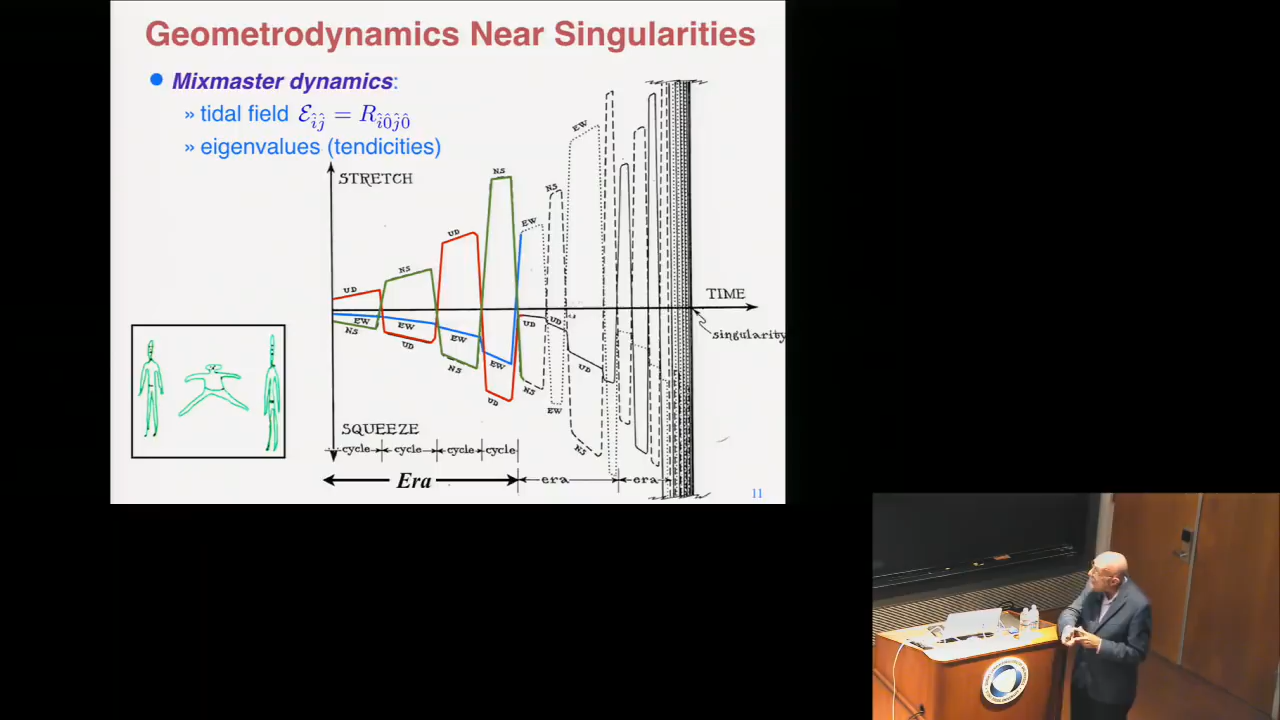 Geometrodynamics Near Singularities
Mixmaster dynamics:
» tidal field ℰ_{îĵ} = R_{î0̂ĵ0̂}
» eigenvalues (tendicities)
STRETCH
UD
NS
UD
NS
EW
NS
EW
EW
NS
EW
UD
EW
NS
EW
UD
UD
NS
UD
EW
UD
NS
TIME
singularity
SQUEEZE
cycle cycle cycle cycle
Era era era
11